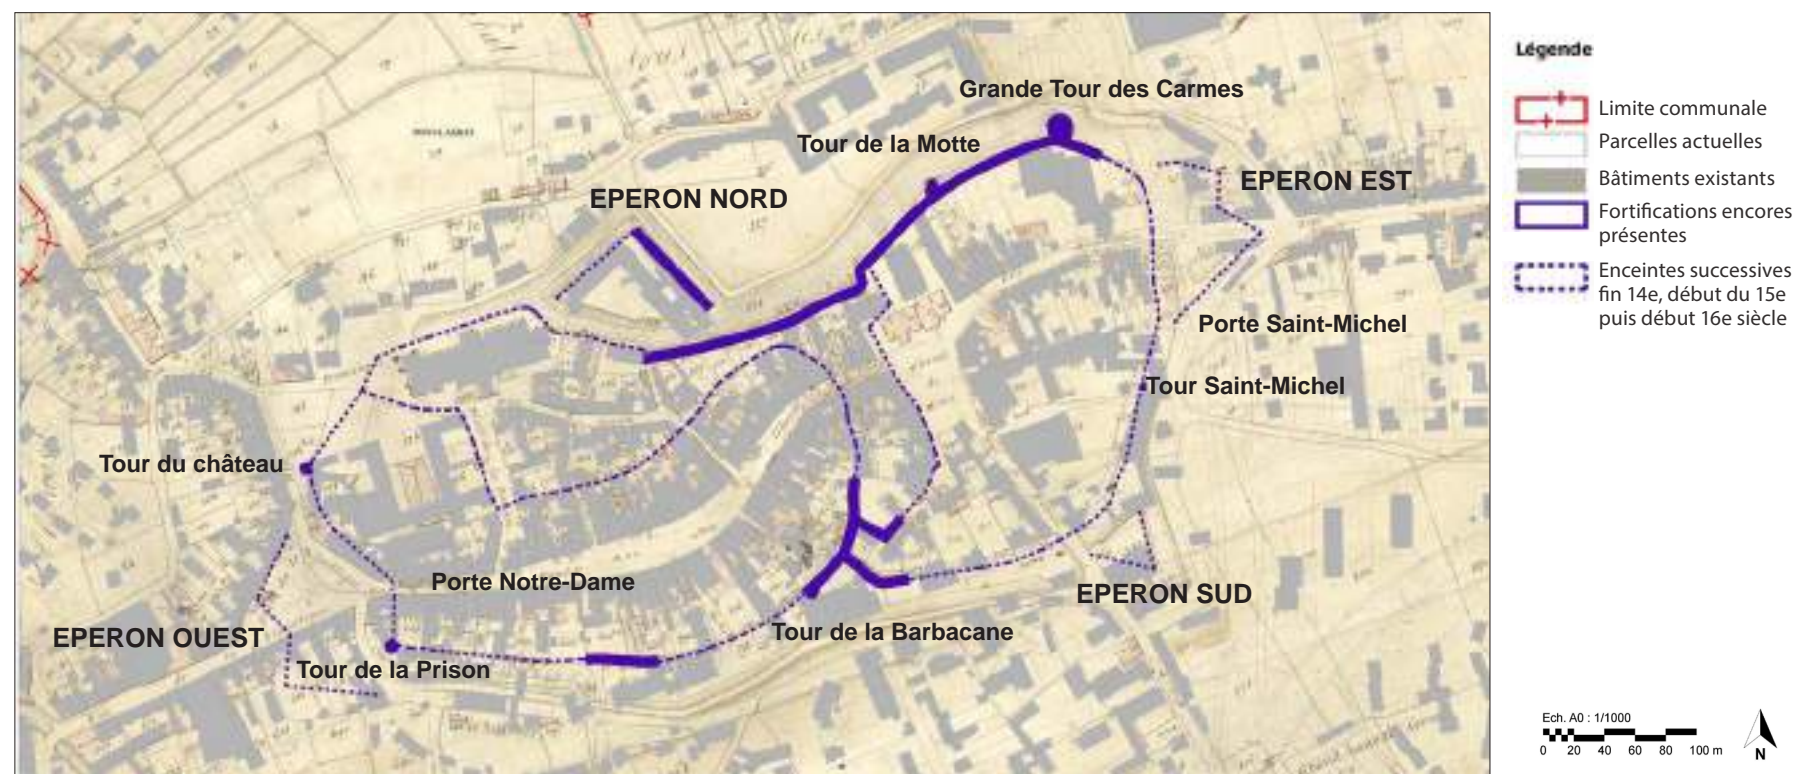 Grande Tour des Carmes
Tour de la Motte
EPERON NORD
EPERON EST
Porte Saint-Michel
Tour Saint-Michel
Tour du château
Porte Notre-Dame
EPERON SUD
EPERON OUEST
Tour de la Barbacane
Tour de la Prison
Légende
Limite communale
Parcelles actuelles
Bâtiments existants
Fortifications encores
présentes
Enceintes successives
fin 14e, début du 15e
puis début 16e siècle
Ech. A0 : 1/1000
0 20 40 60 80 100 m
N